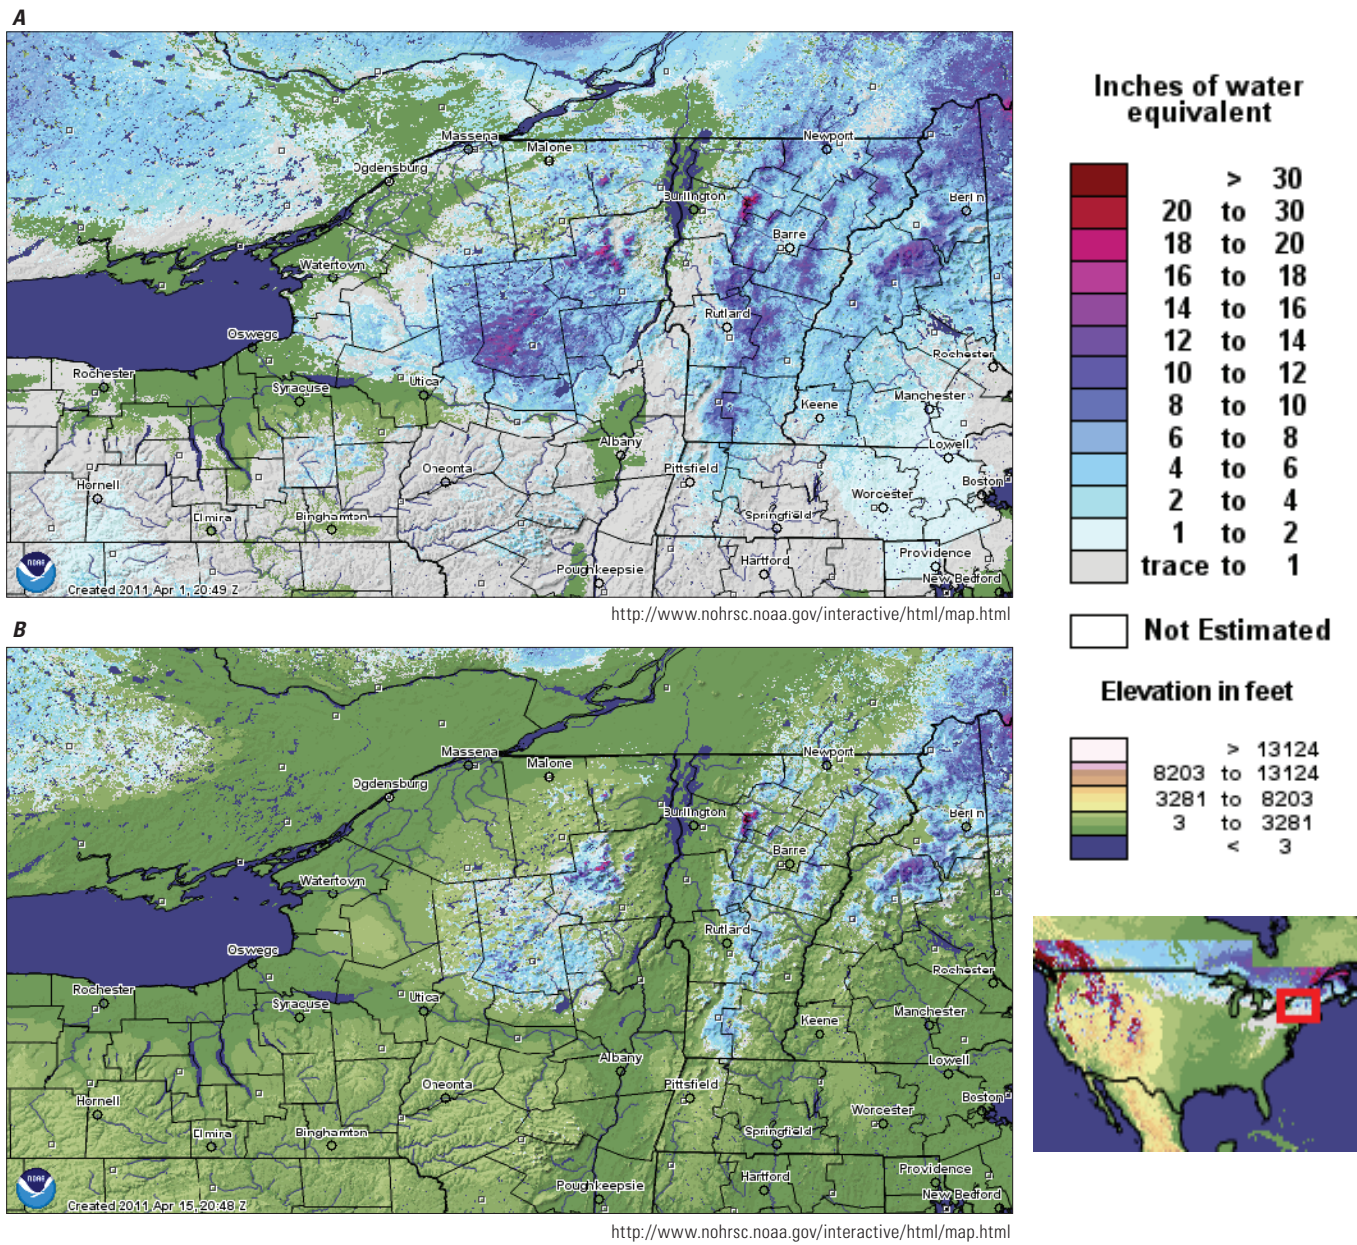 A
Massena
Malone
Newport
Ogdensburg
Burlington
Berlin
Barre
Watertown
Rutland
Oswego
Rochester
Rochester
Syracuse
Utica
Manchester
Keene
Albany
Lowell
Oneonta
Pittsfield
Hornell
Boston
Worcester
Elmira
Binghamton
Springfield
Providence
Hartford
Poughkeepsie
New Bedford
NOAA
Created 2011 Apr 1, 20:49 Z
http://www.nohrsc.noaa.gov/interactive/html/map.html
B
Massena
Malone
Newport
Ogdensburg
Burlington
Berlin
Barre
Watertown
Rutland
Oswego
Rochester
Rochester
Syracuse
Utica
Manchester
Keene
Albany
Lowell
Oneonta
Pittsfield
Hornell
Boston
Worcester
Elmira
Binghamton
Springfield
Providence
Hartford
Poughkeepsie
New Bedford
NOAA
Created 2011 Apr 15, 20:48 Z
http://www.nohrsc.noaa.gov/interactive/html/map.html
Inches of water
equivalent
> 30
20 to 30
18 to 20
16 to 18
14 to 16
12 to 14
10 to 12
8 to 10
6 to 8
4 to 6
2 to 4
1 to 2
trace to 1
Not Estimated
Elevation in feet
> 13124
8203 to 13124
3281 to 8203
3 to 3281
< 3